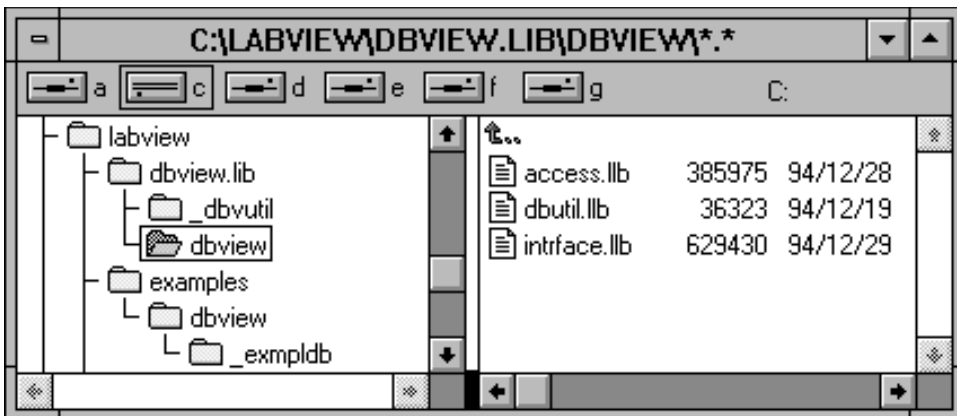 C:\LABVIEW\DBVIEW.LIB\DBVIEW\*.*
a c d e f g C:
labview
dbview.lib
_dbvutil
dbview
examples
dbview
_exmpldb
..
access.llb 385975 94/12/28
dbutil.llb 36323 94/12/19
intrface.llb 629430 94/12/29